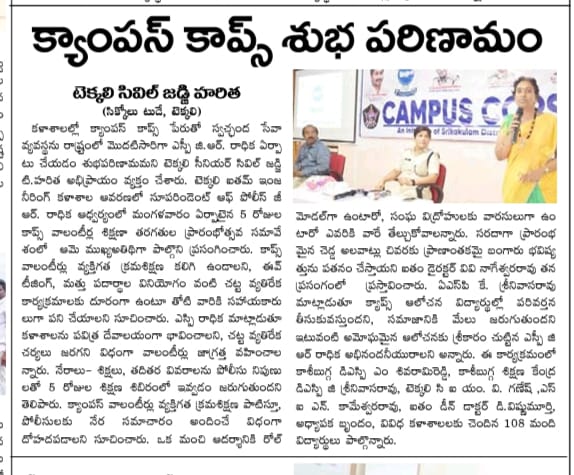 క్యాంపస్ కాప్స్ శుభ పరిణామం
టెక్కలి సివిల్ జడ్జి హరిత
(సిక్కోలు టుడే, టెక్కలి)
కళాశాలల్లో క్యాంపస్ కాప్స్ పేరుతో స్వచ్ఛంద సేవా
వ్యవస్థను రాష్ట్రంలో మొదటిసారిగా ఎస్పీ జి.ఆర్. రాధిక ఏర్పా
టు చేయడం శుభపరిణామమని టెక్కలి సీనియర్ సివిల్ జడ్జి
టి.హరిత అభిప్రాయం వ్యక్తం చేశారు. టెక్కలి ఐతమ్ ఇంజ
నీరింగ్ కళాశాల ఆవరణలో సూపరిండెంట్ ఆఫ్ పోలీస్ జీ
ఆర్. రాధిక ఆధ్వర్యంలో మంగళవారం ఏర్పాటైన 5 రోజుల
కాప్స్ వాలంటీర్ల శిక్షణా తరగతుల ప్రారంభోత్సవ సమావే
శంలో ఆమె ముఖ్యఅతిథిగా పాల్గొని ప్రసంగించారు. కాప్స్
వాలంటీర్లు వ్యక్తిగత క్రమశిక్షణ కలిగి ఉండాలని, ఈవ్
టీజింగ్, మత్తు పదార్థాల వినియోగం వంటి చట్ట వ్యతిరేక
కార్యక్రమాలకు దూరంగా ఉంటూ తోటి వారికి సహాయకారు
లుగా పని చేయాలని సూచించారు. ఎస్పి రాధిక మాట్లాడుతూ
కళాశాలను పవిత్ర దేవాలయంగా భావించాలని, చట్ట వ్యతిరేక
చర్యలు జరగని విధంగా వాలంటీర్లు జాగ్రత్త వహించాల
న్నారు. నేరాలు- శిక్షలు, తదితర వివరాలను పోలీసు నిపుణు
లతో 5 రోజుల శిక్షణ శిబిరంలో ఇవ్వడం జరుగుతుందని
తెలిపారు. క్యాంపస్ వాలంటీర్లు వ్యక్తిగత క్రమశిక్షణ పాటిస్తూ,
పోలీసులకు నేర సమాచారం అందించే విధంగా
దోహదపడాలని సూచించారు. ఒక మంచి ఆదర్శానికి రోల్
CAMPUS COPS
An Initiative of Srikakulam Distri
మోడల్‌గా ఉంటారో, సంఘ విద్రోహులకు వారసులుగా ఉం
టారో ఎవరికి వారే తేల్చుకోవాలన్నారు. సరదాగా ప్రారంభ
మైన చెడ్డ అలవాట్లు చివరకు ప్రాణాంతకమై బంగారు భవిష్య
త్తును పతనం చేస్తాయని ఐతం డైరక్టర్ వివి నాగేశ్వరరావు తన
ప్రసంగంలో ప్రస్తావించారు. ఏఎస్‌పి కే. శ్రీనివాసరావు
మాట్లాడుతూ క్యాప్స్ ఆలోచన విద్యార్థుల్లో పరివర్తన
తీసుకువస్తుందని, సమాజానికి మేలు జరుగుతుందని
ఇటువంటి అమోఘమైన ఆలోచనకు శ్రీకారం చుట్టిన ఎస్పీ జి
ఆర్ రాధిక అభినందనీయురాలని అన్నారు. ఈ కార్యక్రమంలో
కాశీబుగ్గ డిఎస్పి ఎం శివరామిరెడ్డి, కాశీబుగ్గ శిక్షణ కేంద్ర
డిఎస్పి జి శ్రీనివాసరావు, టెక్కలి సి ఐ యం. వి. గణేష్ ,ఎస్
ఐ ఎన్. కామేశ్వరరావు, ఐతం డీన్ డాక్టర్ డి.విష్ణుమూర్తి,
అధ్యాపక బృందం, వివిధ కళాశాలలకు చెందిన 108 మంది
విద్యార్థులు పాల్గొన్నారు.